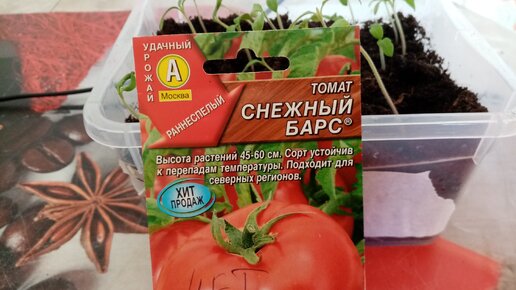 УДАЧНЫЙ
УРОЖАЙ
А
Москва
РАННЕСПЕЛЫЙ
ТОМАТ
СНЕЖНЫЙ
БАРС®
Высота растений 45-60 см. Сорт устойчив
к перепадам температуры. Подходит для
северных регионов.
ХИТ
ПРОДАЖ